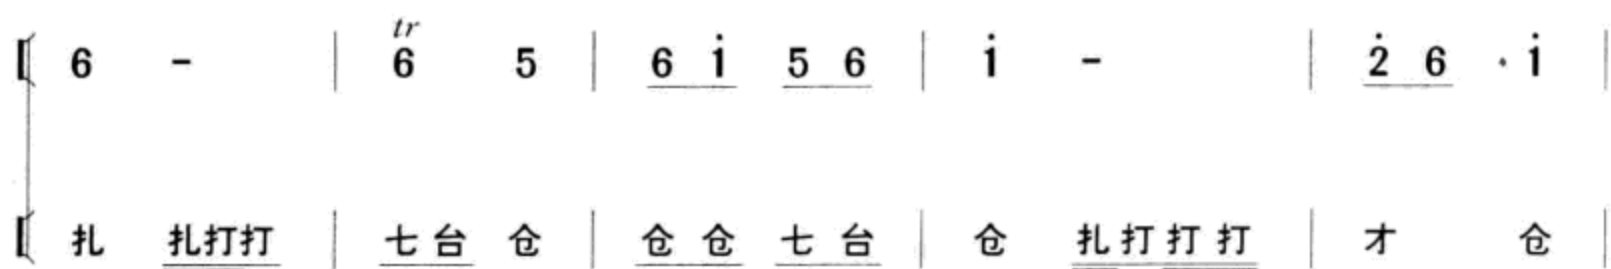 tr
6 - | 6 5 | 6 i 5 6 | i - | 2̇ 6 · i |
扎 扎打打 | 七台 仓 | 仓仓 七台 | 仓 扎打打打 | 才 仓 |